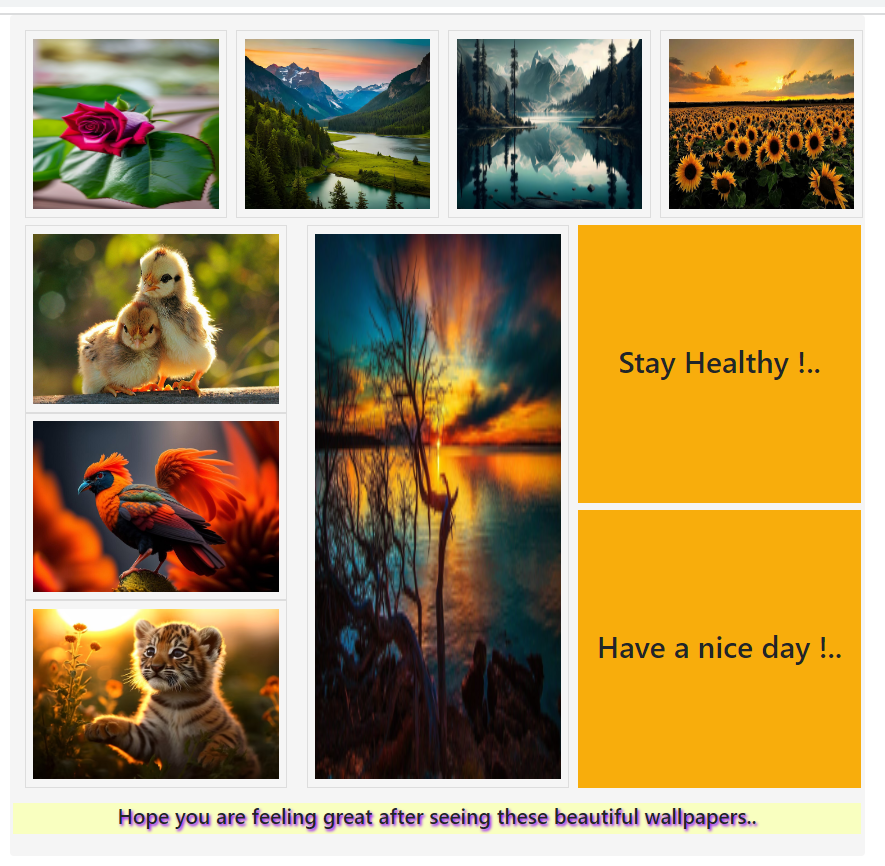 Stay Healthy !..
Have a nice day !..
Hope you are feeling great after seeing these beautiful wallpapers..